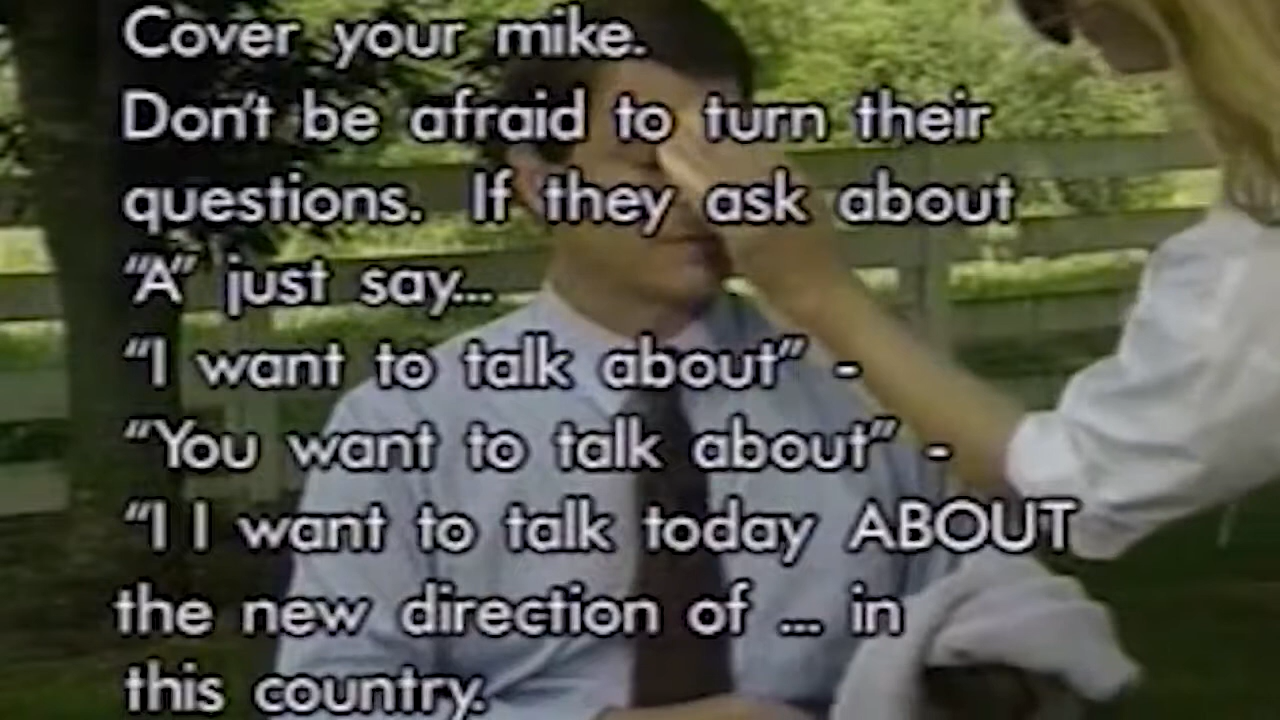 Cover your mike.
Don't be afraid to turn their
questions. If they ask about
"A" just say...
"I want to talk about" -
"You want to talk about" -
"I I want to talk today ABOUT
the new direction of ... in
this country.